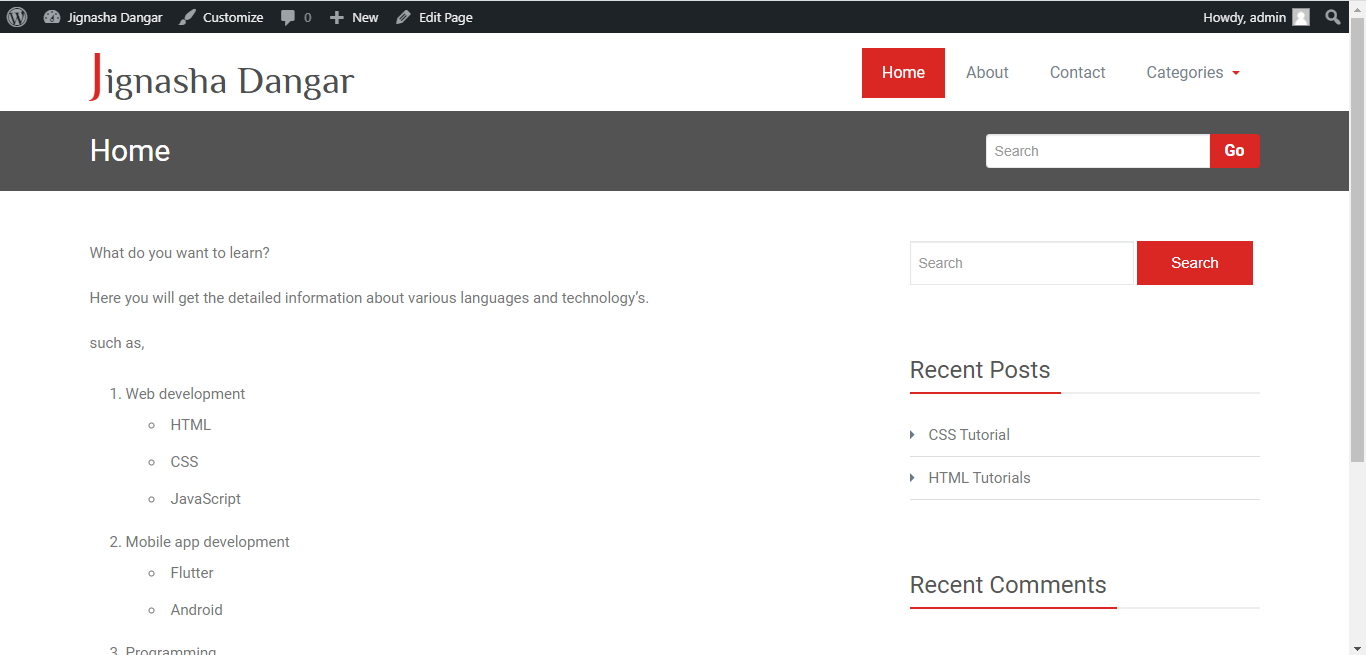 Jignasha Dangar Customize 0 New Edit Page Howdy, admin
Jignasha Dangar
Home About Contact Categories
Home
Search Go
What do you want to learn?
Here you will get the detailed information about various languages and technology’s.
such as,
1. Web development
HTML
CSS
JavaScript
2. Mobile app development
Flutter
Android
3. Programming
Search Search
Recent Posts
CSS Tutorial
HTML Tutorials
Recent Comments